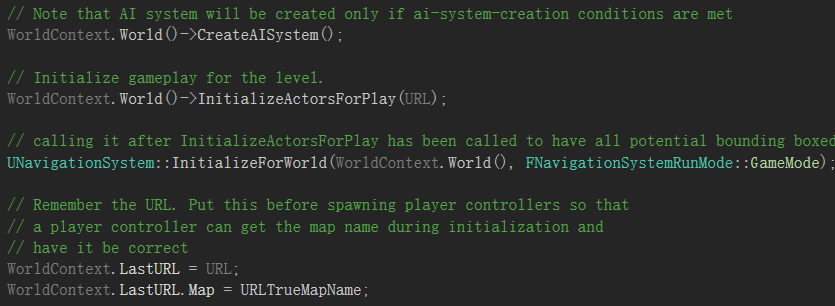 // Note that AI system will be created only if ai-system-creation conditions are met
WorldContext.World()->CreateAISystem();
// Initialize gameplay for the level.
WorldContext.World()->InitializeActorsForPlay(URL);
// calling it after InitializeActorsForPlay has been called to have all potential bounding boxed
UNavigationSystem::InitializeForWorld(WorldContext.World(), FNavigationSystemRunMode::GameMode);
// Remember the URL. Put this before spawning player controllers so that
// a player controller can get the map name during initialization and
// have it be correct
WorldContext.LastURL = URL;
WorldContext.LastURL.Map = URLTrueMapName;